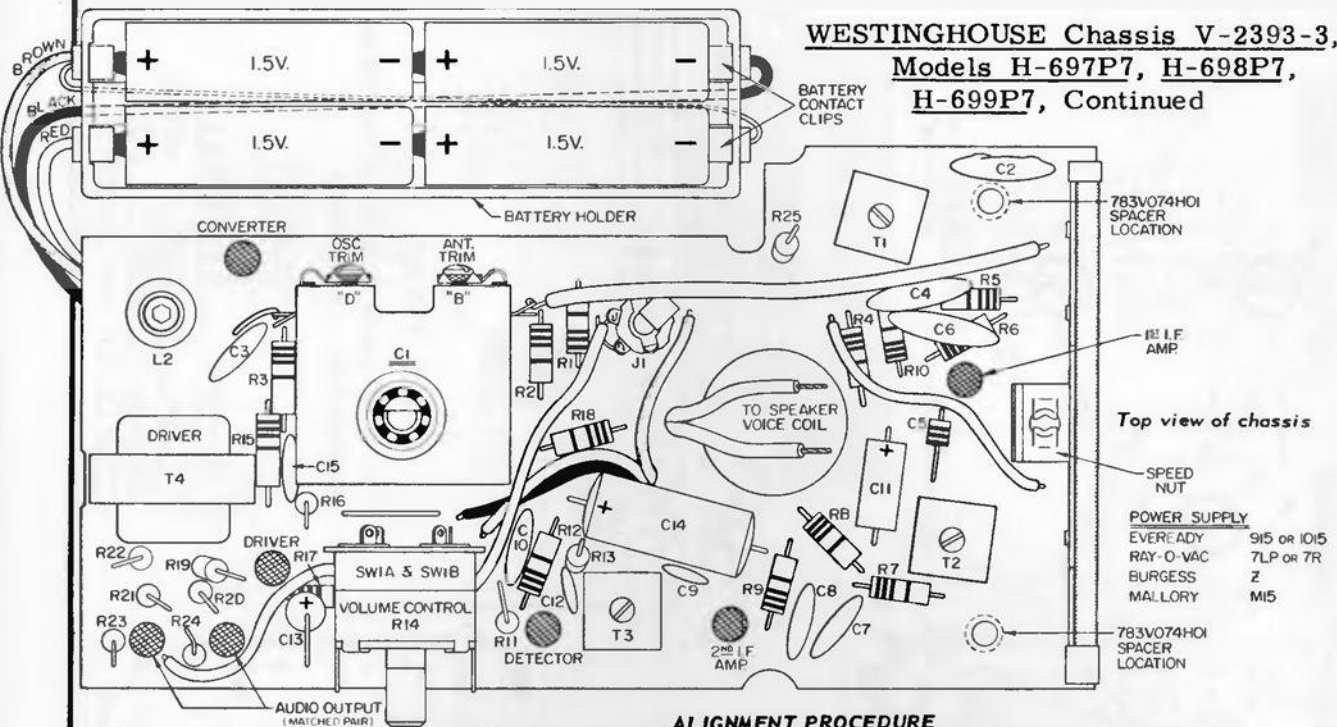 WESTINGHOUSE Chassis V-2393-3,
Models H-697P7, H-698P7,
H-699P7, Continued
BROWN
BLACK
RED
+ 1.5V. −
+ 1.5V. −
+ 1.5V. −
+ 1.5V. −
BATTERY
CONTACT
CLIPS
BATTERY HOLDER
CONVERTER
OSC
TRIM
ANT.
TRIM
"D"
"B"
L2
C3
R3
C1
R2
R1
J1
R25
T1
C2
783V074H01
SPACER
LOCATION
C4
R5
C6
R6
R4
R10
1ST I.F.
AMP.
DRIVER
T4
R15
C15
R16
R18
TO SPEAKER
VOICE COIL
C5
+
C11
Top view of chassis
SPEED
NUT
POWER SUPPLY
EVEREADY 915 OR 1015
RAY-O-VAC 7LP OR 7R
BURGESS Z
MALLORY M15
R22
R19
DRIVER
R17
R21
R20
R23
R24
C13
+
SW1A & SW1B
VOLUME CONTROL
R14
C
10
R12
R13
+
C14
C12
C9
R11
DETECTOR
T3
2ND I.F.
AMP.
R9
R8
R7
C8
C7
T2
783V074H01
SPACER
LOCATION
AUDIO OUTPUT
(MATCHED PAIR)
ALIGNMENT PROCEDURE